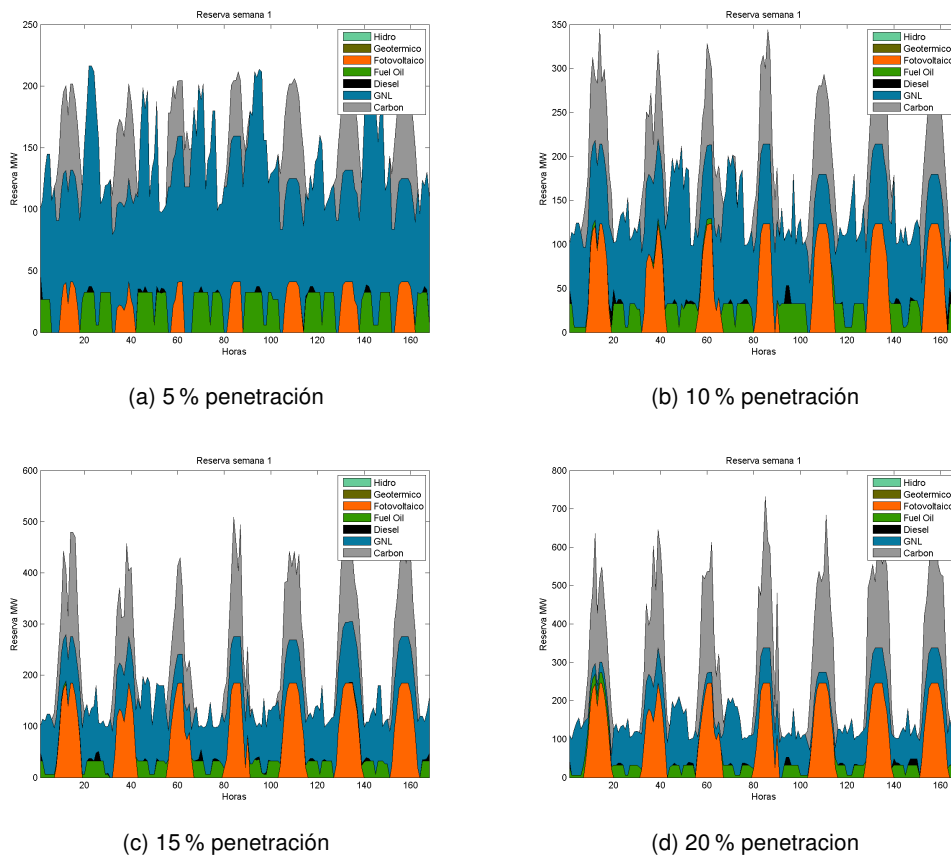 Reserva semana 1
250
200
150
100
50
0
Reserva MW
20 40 60 80 100 120 140 160
Horas
Hidro
Geotermico
Fotovoltaico
Fuel Oil
Diesel
GNL
Carbon
(a) 5 % penetración
Reserva semana 1
350
300
250
200
150
100
50
0
Reserva MW
20 40 60 80 100 120 140 160
Horas
Hidro
Geotermico
Fotovoltaico
Fuel Oil
Diesel
GNL
Carbon
(b) 10 % penetración
Reserva semana 1
600
500
400
300
200
100
0
Reserva MW
20 40 60 80 100 120 140 160
Horas
Hidro
Geotermico
Fotovoltaico
Fuel Oil
Diesel
GNL
Carbon
(c) 15 % penetración
Reserva semana 1
800
700
600
500
400
300
200
100
0
Reserva MW
20 40 60 80 100 120 140 160
Horas
Hidro
Geotermico
Fotovoltaico
Fuel Oil
Diesel
GNL
Carbon
(d) 20 % penetracion